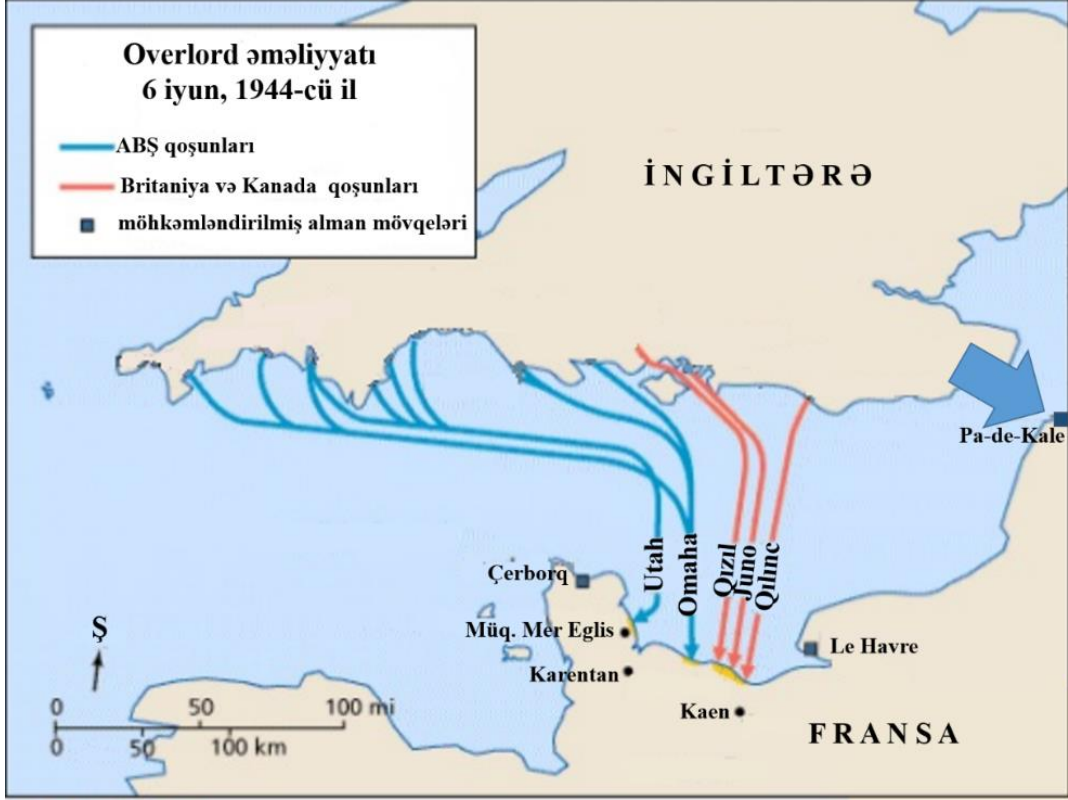 Overlord əməliyyatı
6 iyun, 1944-cü il
ABŞ qoşunları
Britaniya və Kanada qoşunları
möhkəmləndirilmiş alman mövqeləri
İNGİLTƏRƏ
Pa-de-Kale
Utah
Omaha
Qızıl
Juno
Qılınc
Çerborq
Müq. Mer Eglis
Karentan
Le Havre
Kaen
FRANSA
Ş
0 50 100 mi
0 50 100 km